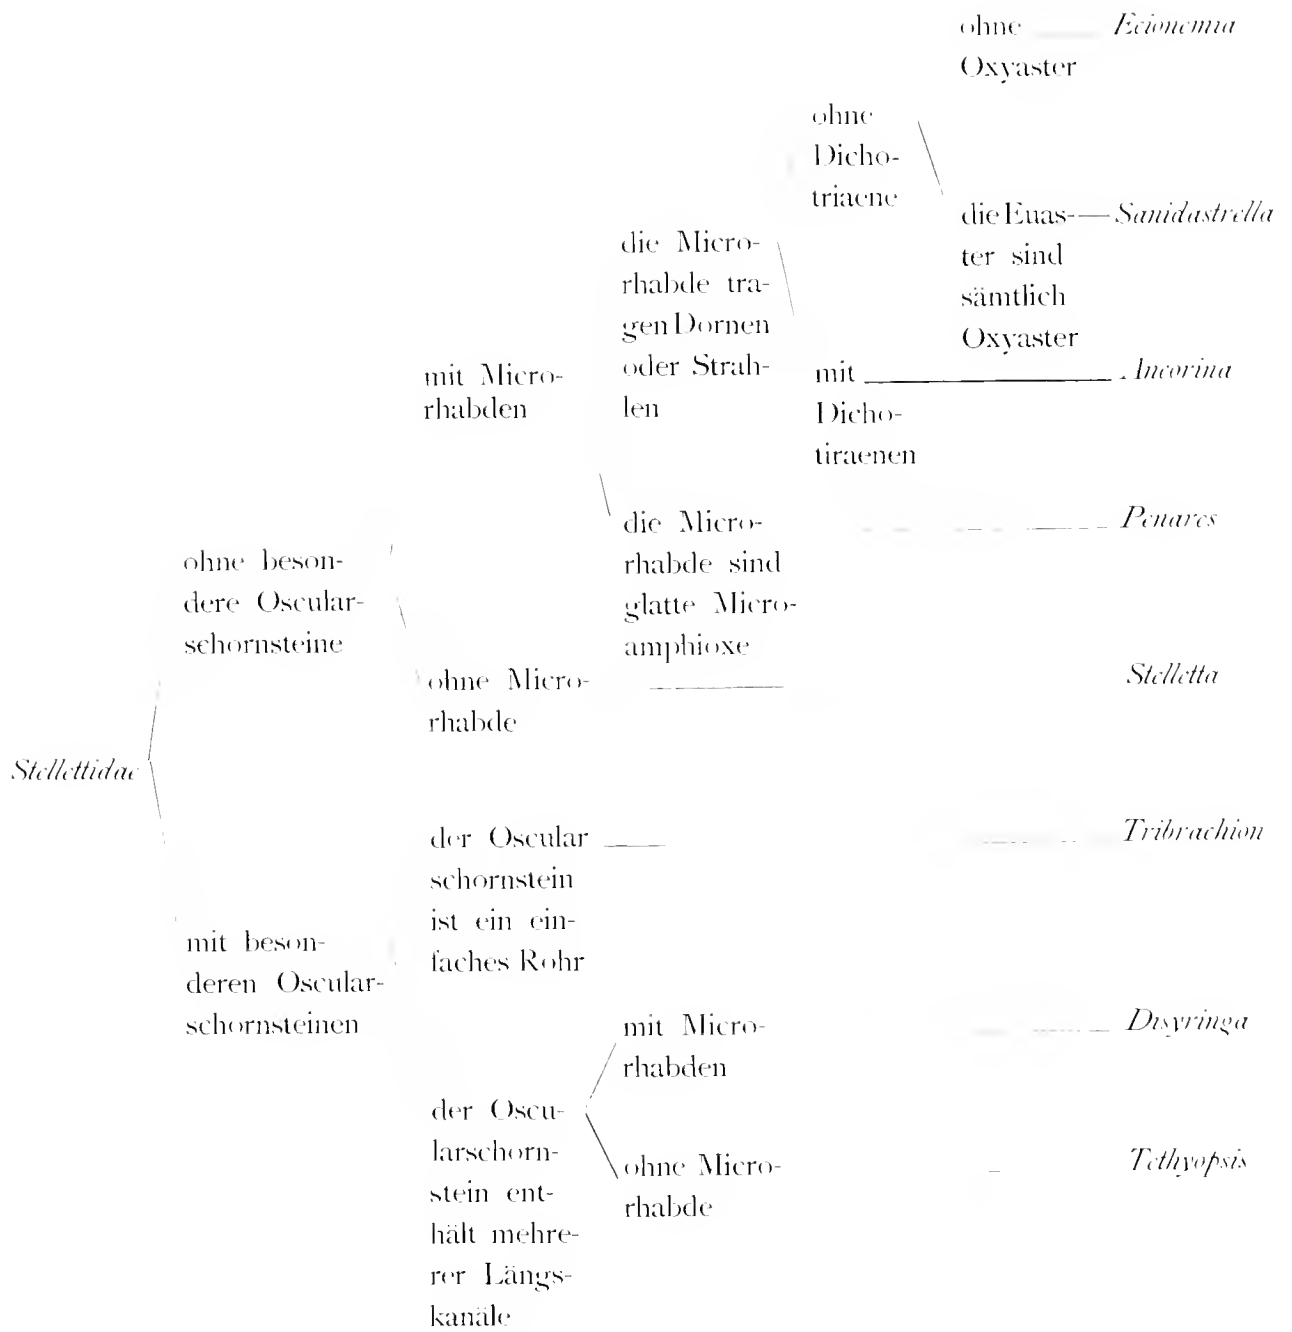 ohne Ecionemia
Oxyaster
ohne
Dicho-
triaene
die Euas- Sanidastrella
ter sind
sämtlich
Oxyaster
die Micro-
rhabde tra-
gen Dornen
oder Strah-
len
mit Micro-
rhabden
mit Ancorina
Dicho-
tiraenen
die Micro- Penares
rhabde sind
glatte Micro-
amphioxe
ohne beson-
dere Oscular-
schornsteine
ohne Micro- Stelletta
rhabde
Stellettidae
der Oscular Tribrachion
schornstein
ist ein ein-
faches Rohr
mit beson-
deren Oscular-
schornsteinen
mit Micro- Disyringa
rhabden
der Oscu-
larschorn-
stein ent-
hält mehre-
rer Längs-
kanäle
ohne Micro- Tethyopsis
rhabde